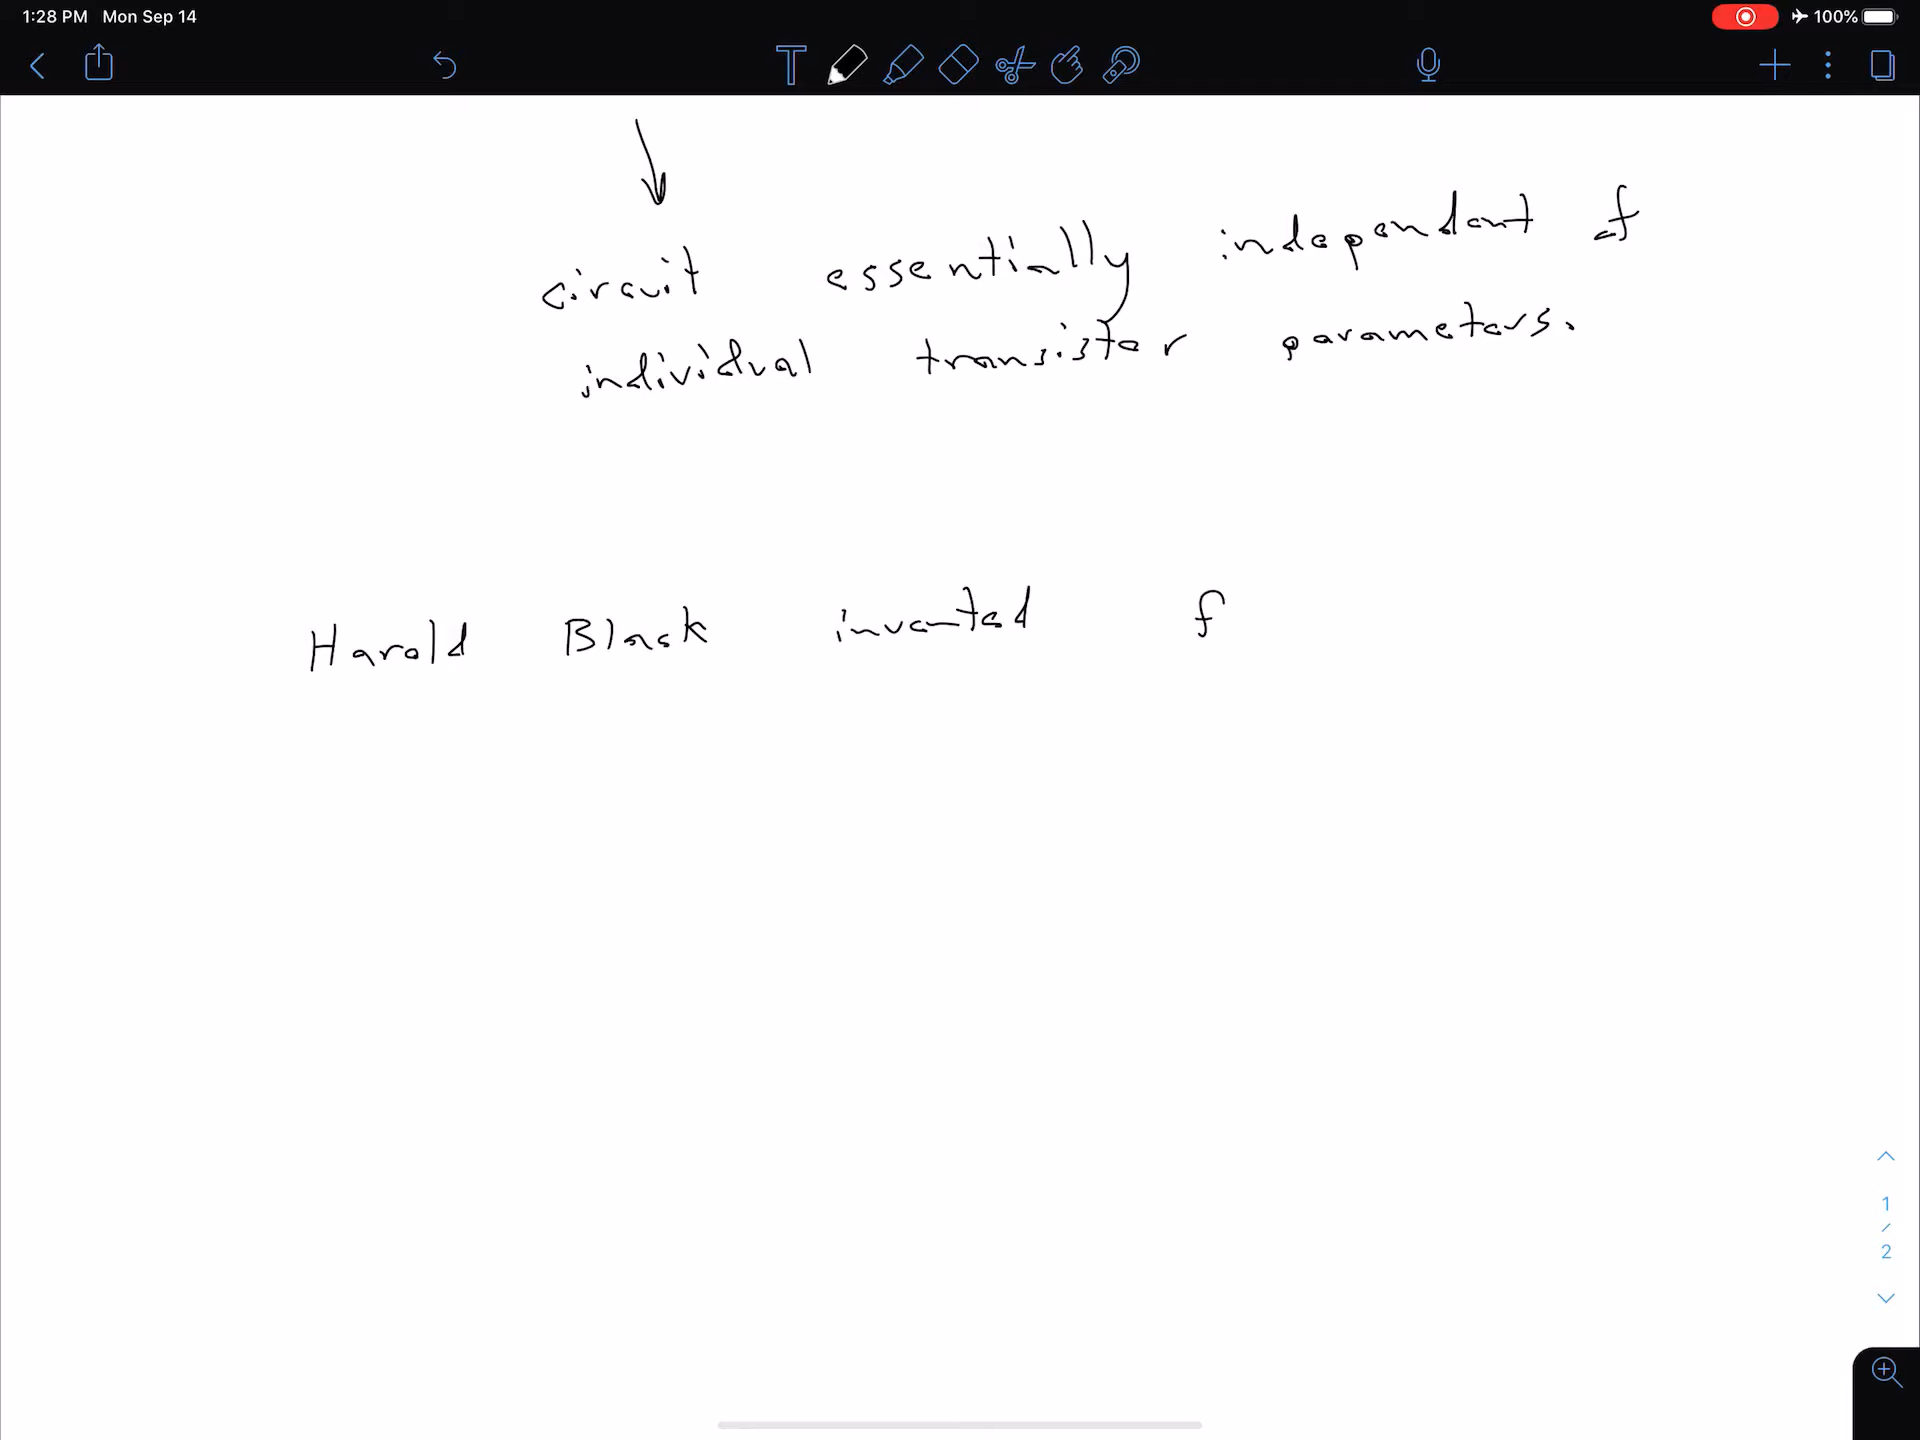 1:28 PM Mon Sep 14
100%
T
circuit essentially independent of
individual transistor parameters.
Harold Black invented f
1
/
2